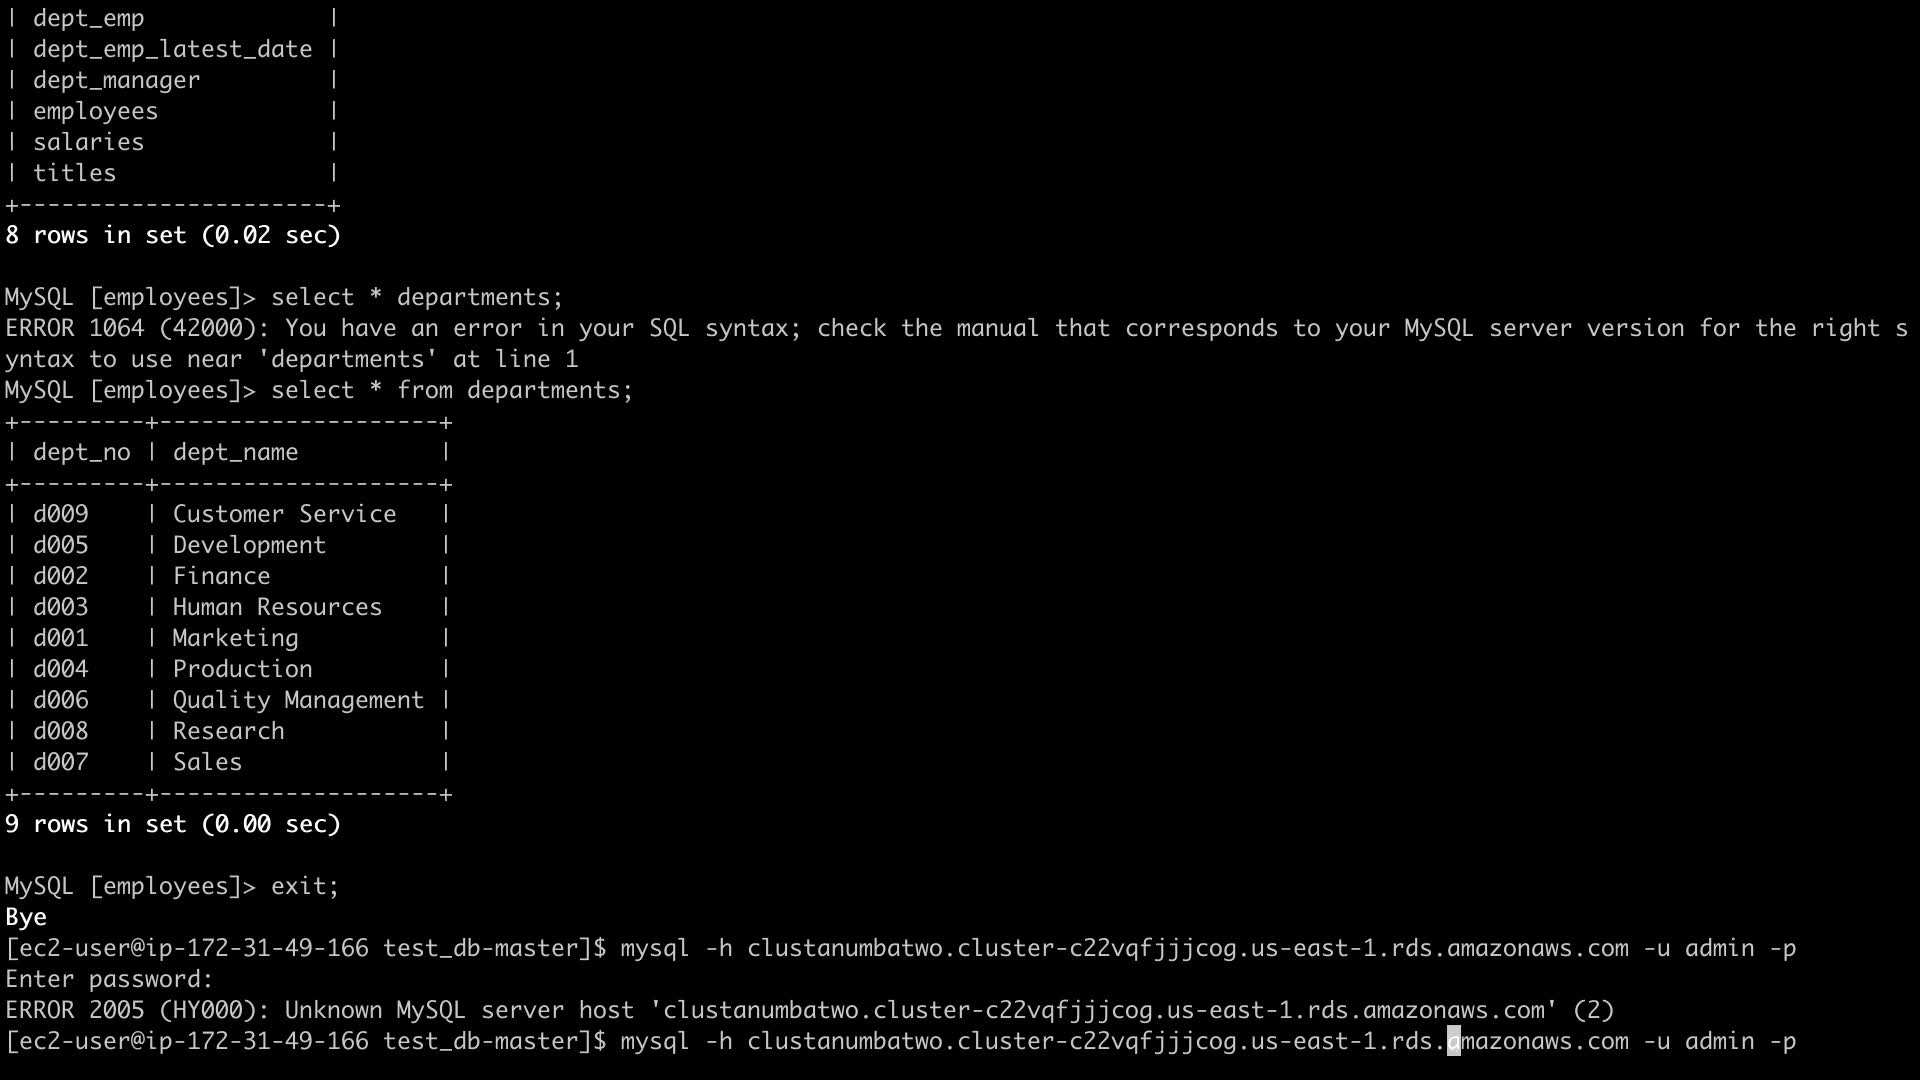 | dept_emp             |
| dept_emp_latest_date |
| dept_manager         |
| employees            |
| salaries             |
| titles               |
+----------------------+
8 rows in set (0.02 sec)
MySQL [employees]> select * departments;
ERROR 1064 (42000): You have an error in your SQL syntax; check the manual that corresponds to your MySQL server version for the right s
yntax to use near 'departments' at line 1
MySQL [employees]> select * from departments;
+---------+--------------------+
| dept_no | dept_name          |
+---------+--------------------+
| d009    | Customer Service   |
| d005    | Development        |
| d002    | Finance            |
| d003    | Human Resources    |
| d001    | Marketing          |
| d004    | Production         |
| d006    | Quality Management |
| d008    | Research           |
| d007    | Sales              |
+---------+--------------------+
9 rows in set (0.00 sec)
MySQL [employees]> exit;
Bye
[ec2-user@ip-172-31-49-166 test_db-master]$ mysql -h clustanumbatwo.cluster-c22vqfjjjcog.us-east-1.rds.amazonaws.com -u admin -p
Enter password:
ERROR 2005 (HY000): Unknown MySQL server host 'clustanumbatwo.cluster-c22vqfjjjcog.us-east-1.rds.amazonaws.com' (2)
[ec2-user@ip-172-31-49-166 test_db-master]$ mysql -h clustanumbatwo.cluster-c22vqfjjjcog.us-east-1.rds.amazonaws.com -u admin -p